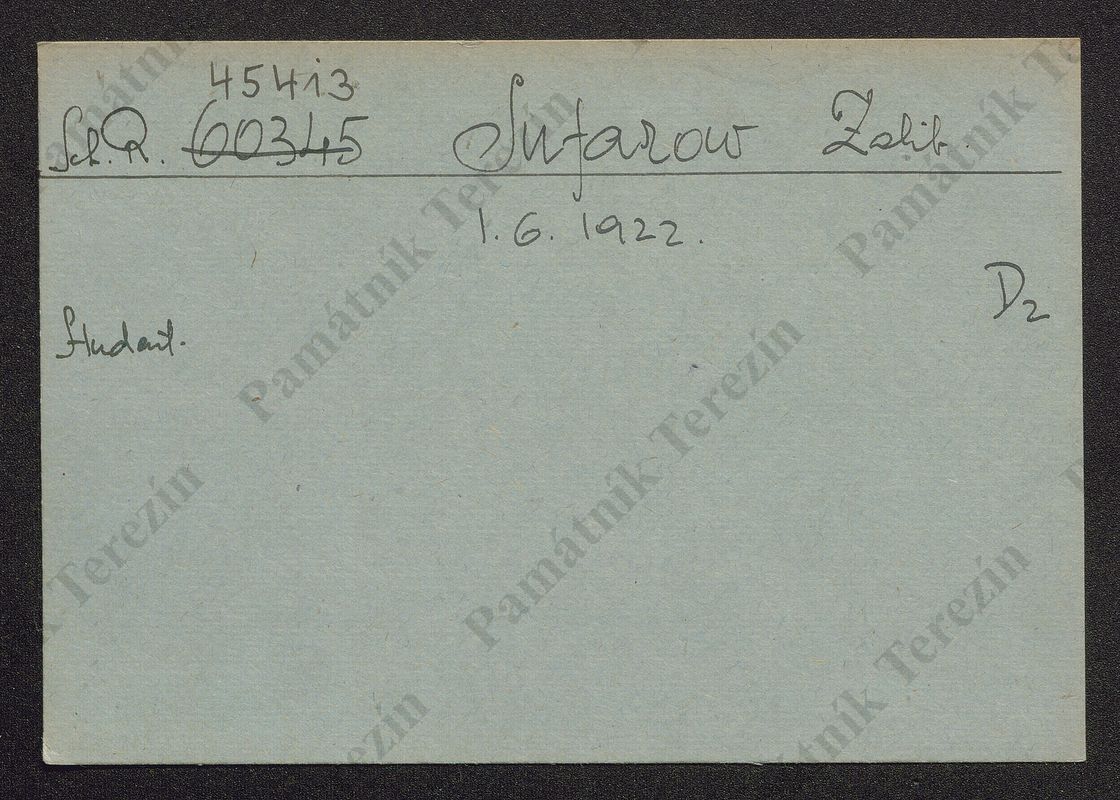 45413
Sch. R. 60345 Sufarow Zalib.
1. 6. 1922.
D2
Student.
Památník Terezín